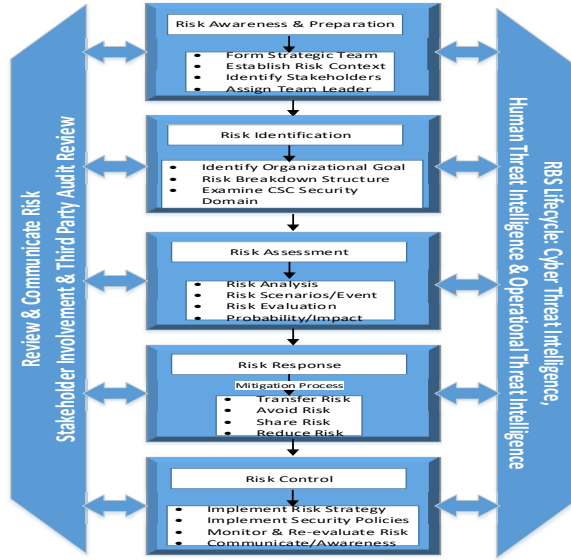 Risk Awareness & Preparation
• Form Strategic Team
• Establish Risk Context
• Identify Stakeholders
• Assign Team Leader
Risk Identification
• Identify Organizational Goal
• Risk Breakdown Structure
• Examine CSC Security
Domain
Risk Assessment
• Risk Analysis
• Risk Scenarios/Event
• Risk Evaluation
• Probability/Impact
Risk Response
Mitigation Process
• Transfer Risk
• Avoid Risk
• Share Risk
• Reduce Risk
Risk Control
• Implement Risk Strategy
• Implement Security Policies
• Monitor & Re-evaluate Risk
• Communicate/Awareness
Review & Communicate Risk
Stakeholder Involvement & Third Party Audit Review
RBS Lifecycle: Cyber Threat Intelligence,
Human Threat Intelligence & Operational Threat Intelligence